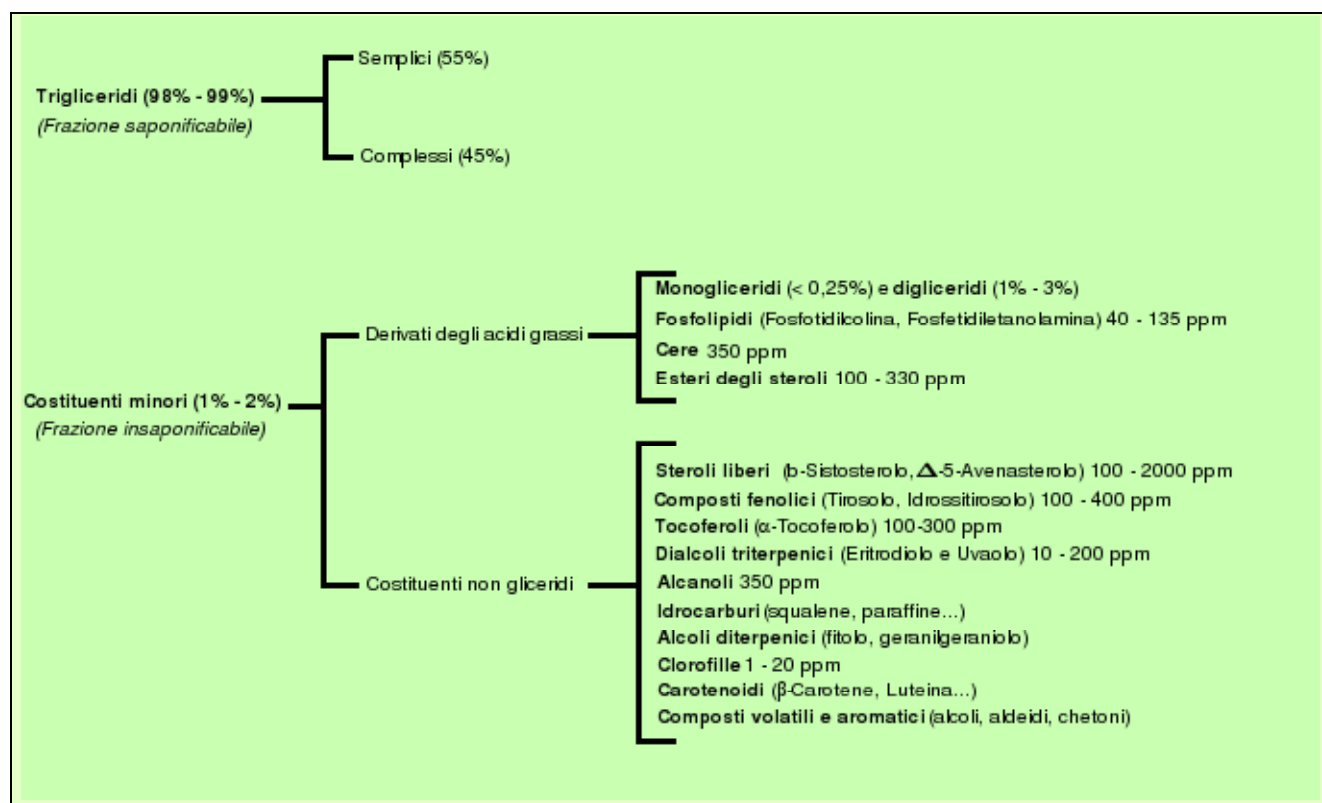 Semplici (55%)
Trigliceridi (98% - 99%)
(Frazione saponificabile)
Complessi (45%)
Monogliceridi (< 0,25%) e digliceridi (1% - 3%)
Fosfolipidi (Fosfotidilcolina, Fosfetidiletanolamina) 40 - 135 ppm
Derivati degli acidi grassi
Cere 350 ppm
Esteri degli steroli 100 - 330 ppm
Costituenti minori (1% - 2%)
(Frazione insaponificabile)
Steroli liberi (b-Sistosterolo, Δ-5-Avenasterolo) 100 - 2000 ppm
Composti fenolici (Tirosolo, Idrossitirosolo) 100 - 400 ppm
Tocoferoli (α-Tocoferolo) 100-300 ppm
Dialcoli triterpenici (Eritrodiolo e Uvaolo) 10 - 200 ppm
Costituenti non gliceridi
Alcanoli 350 ppm
Idrocarburi (squalene, paraffine...)
Alcoli diterpenici (fitolo, geranilgeraniolo)
Clorofille 1 - 20 ppm
Carotenoidi (β-Carotene, Luteina...)
Composti volatili e aromatici (alcoli, aldeidi, chetoni)